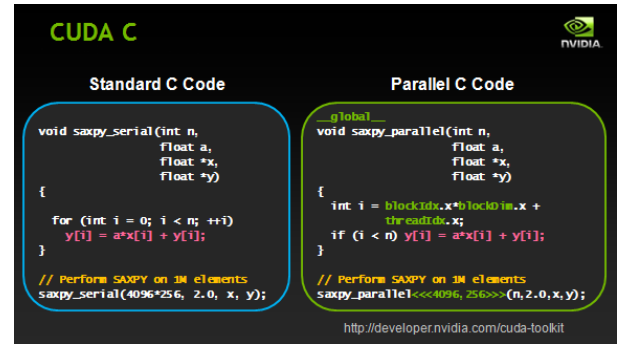 CUDA C
NVIDIA.
Standard C Code
void saxpy_serial(int n,
float a,
float *x,
float *y)
{
for (int i = 0; i < n; ++i)
y[i] = a*x[i] + y[i];
}
// Perform SAXPY on 1M elements
saxpy_serial(4096*256, 2.0, x, y);
Parallel C Code
__global__
void saxpy_parallel(int n,
float a,
float *x,
float *y)
{
int i = blockIdx.x*blockDim.x +
threadIdx.x;
if (i < n) y[i] = a*x[i] + y[i];
}
// Perform SAXPY on 1M elements
saxpy_parallel<<<4096,256>>>(n,2.0,x,y);
http://developer.nvidia.com/cuda-toolkit